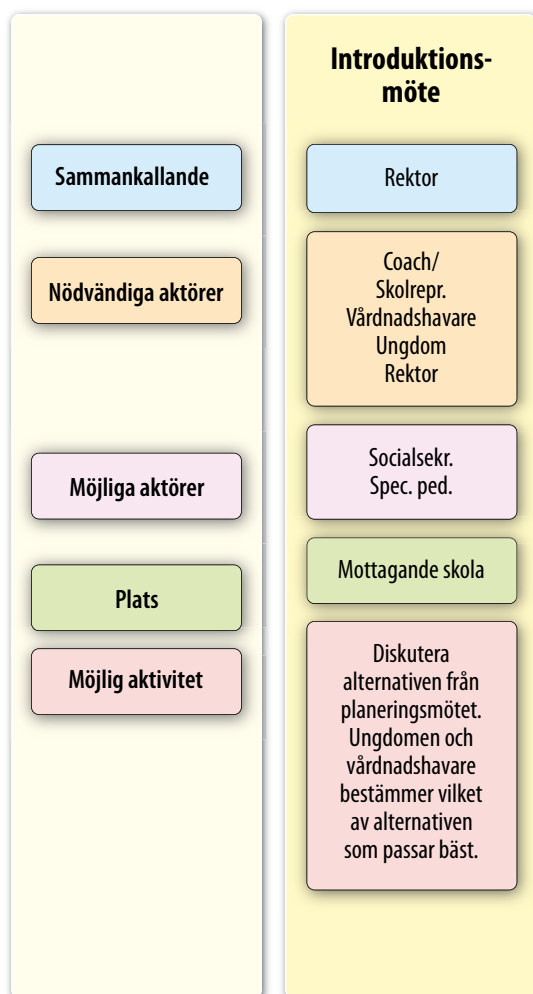 Introduktions-
möte
Sammankallande
Rektor
Nödvändiga aktörer
Coach/
Skolrepr.
Vårdnadshavare
Ungdom
Rektor
Möjliga aktörer
Socialsekr.
Spec. ped.
Plats
Mottagande skola
Möjlig aktivitet
Diskutera
alternativen från
planeringsmötet.
Ungdomen och
vårdnadshavare
bestämmer vilket
av alternativen
som passar bäst.